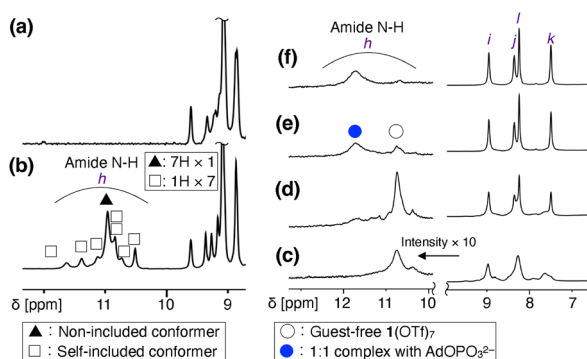 (a)
(b)
Amide N-H
h
▲: 7H × 1
□: 1H × 7
11 10 9
δ [ppm]
▲: Non-included conformer
□: Self-included conformer
Amide N-H
h
(f)
(e)
(d)
(c)
Intensity × 10
i j l k
δ [ppm]
12 11 10 9 8 7
○: Guest-free 1(OTf)₇
●: 1:1 complex with AdOPO₃²⁻